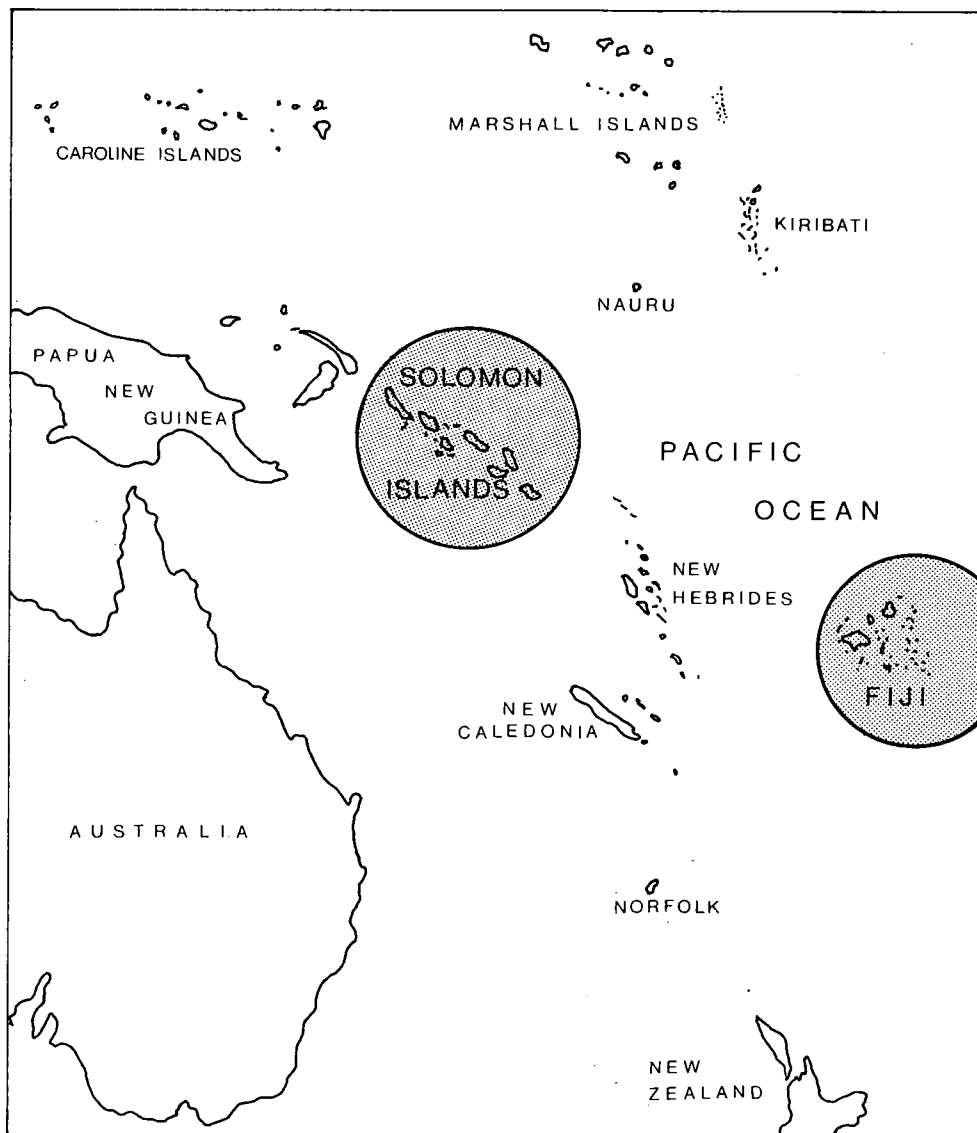 MARSHALL ISLANDS
CAROLINE ISLANDS
KIRIBATI
NAURU
PAPUA
NEW
GUINEA
SOLOMON
ISLANDS
PACIFIC
OCEAN
NEW
HEBRIDES
FIJI
NEW
CALEDONIA
AUSTRALIA
NORFOLK
NEW
ZEALAND